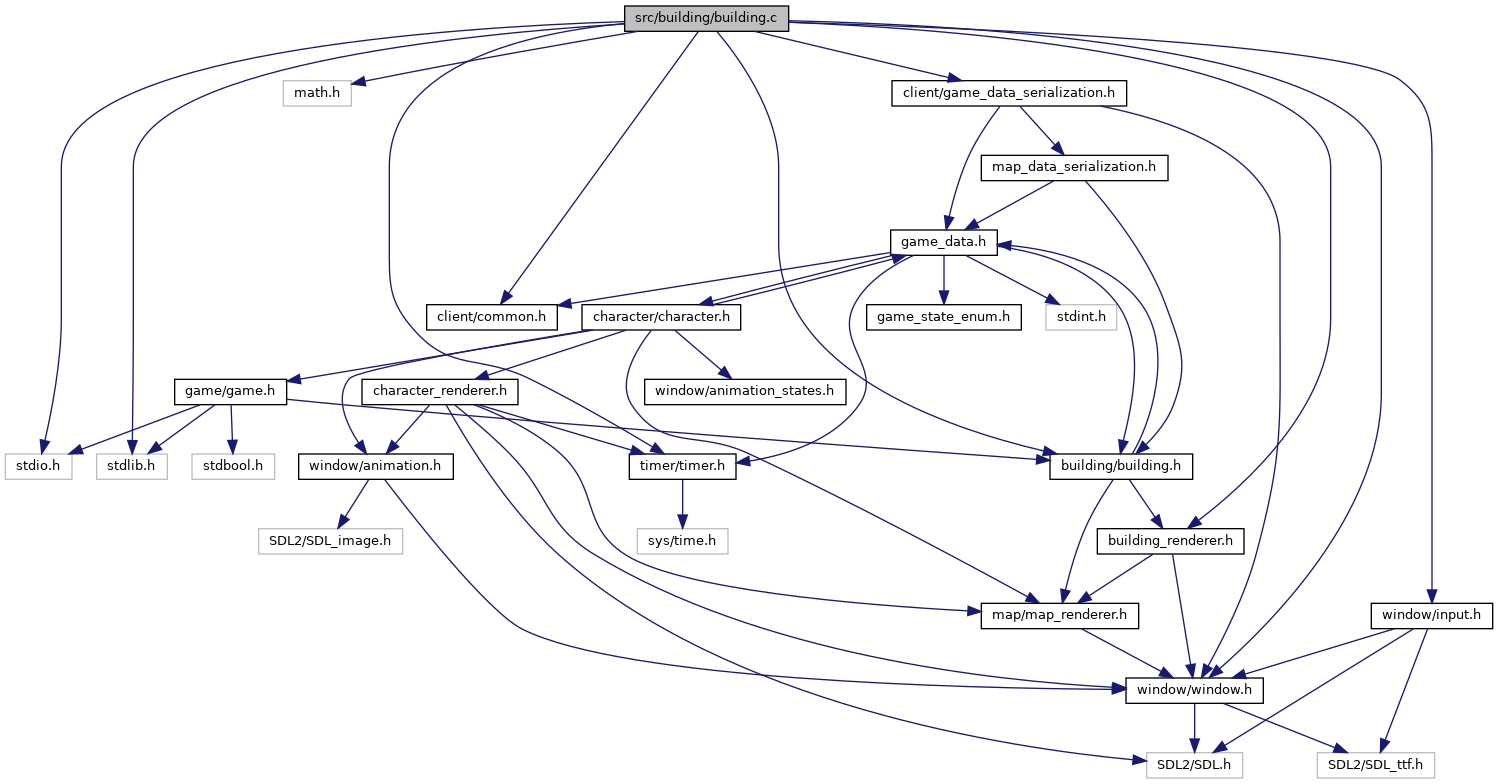 src/building/building.c
math.h
client/game_data_serialization.h
map_data_serialization.h
game_data.h
client/common.h
character/character.h
game_state_enum.h
stdint.h
game/game.h
character_renderer.h
window/animation_states.h
stdio.h
stdlib.h
stdbool.h
window/animation.h
timer/timer.h
building/building.h
SDL2/SDL_image.h
sys/time.h
building_renderer.h
map/map_renderer.h
window/input.h
window/window.h
SDL2/SDL.h
SDL2/SDL_ttf.h